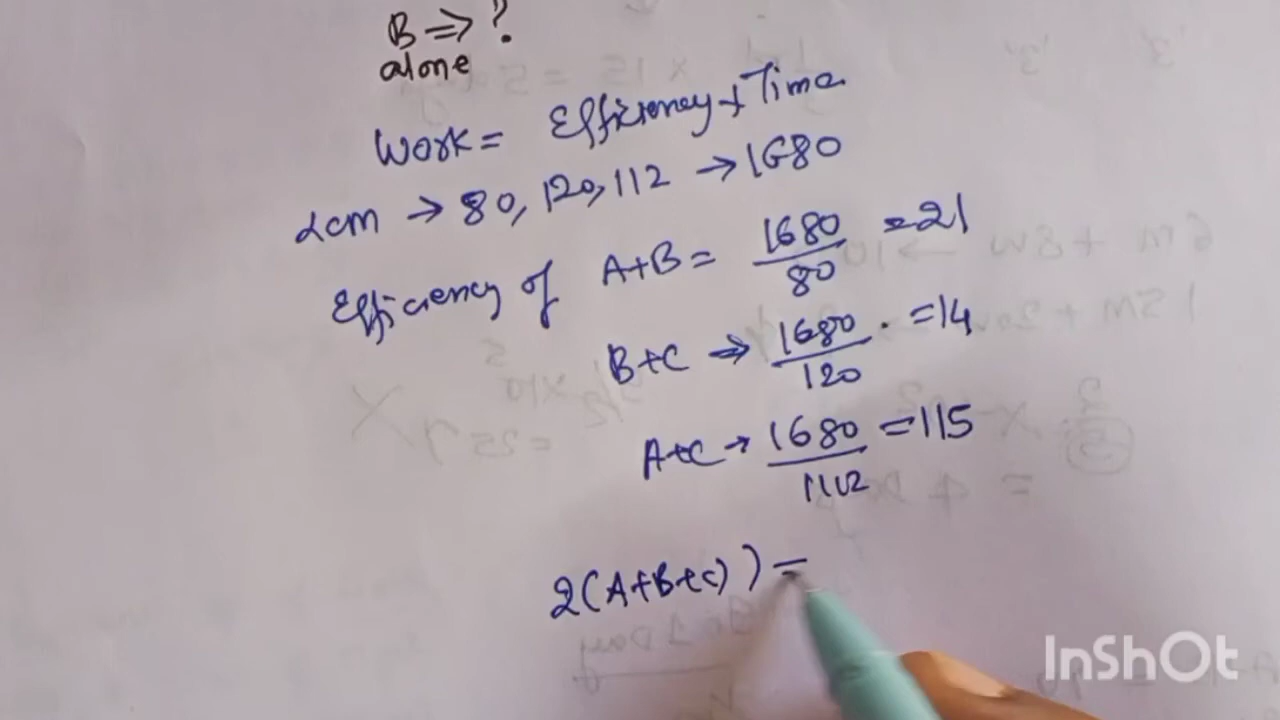 B ⇒ ?
alone
Work = Efficiency × Time
Lcm → 80, 120, 112 → 1680
Efficiency of A+B = 1680/80 = 21
B+C ⇒ 1680/120 = 14
A+C → 1680/1102 = 115
2(A+B+C)) =
InShOt